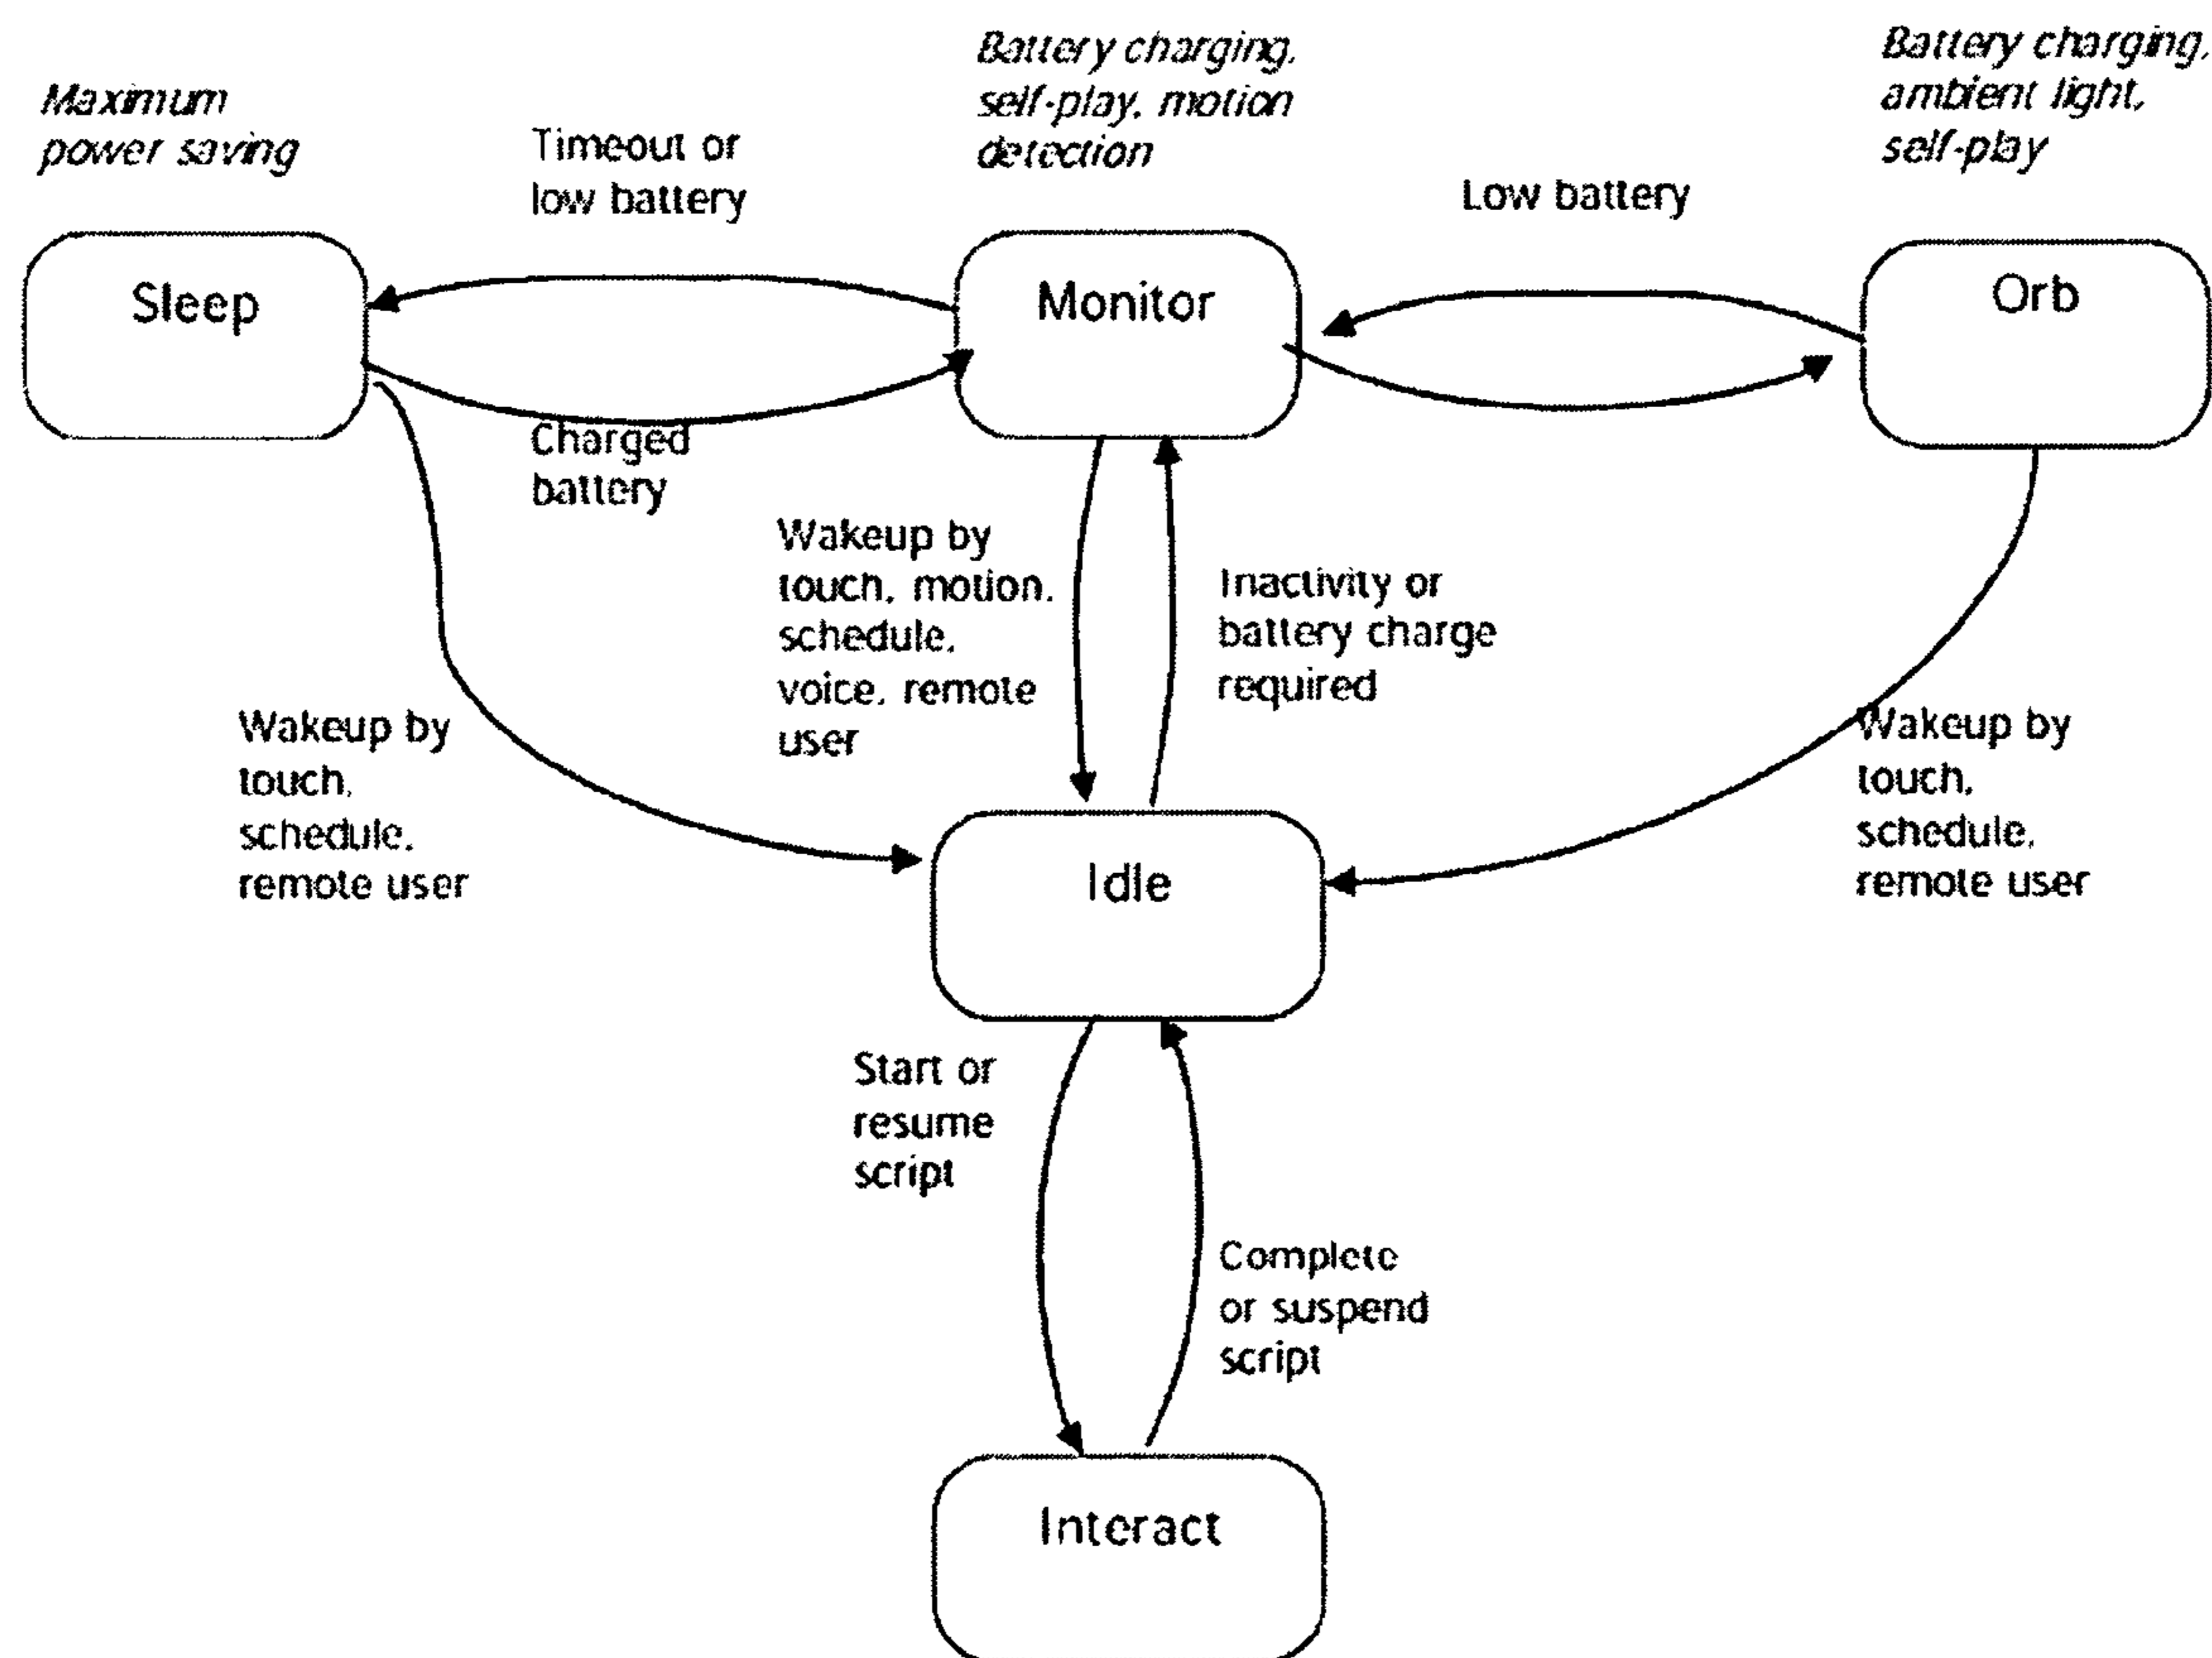 Maximum
power saving
Timeout or
low battery
Battery charging,
self-play, motion
detection
Low battery
Battery charging,
ambient light,
self-play
Sleep
Monitor
Orb
Charged
battery
Wakeup by
touch, motion,
schedule,
voice, remote
user
Inactivity or
battery charge
required
Wakeup by
touch,
schedule,
remote user
Wakeup by
touch,
schedule,
remote user
Idle
Start or
resume
script
Complete
or suspend
script
Interact